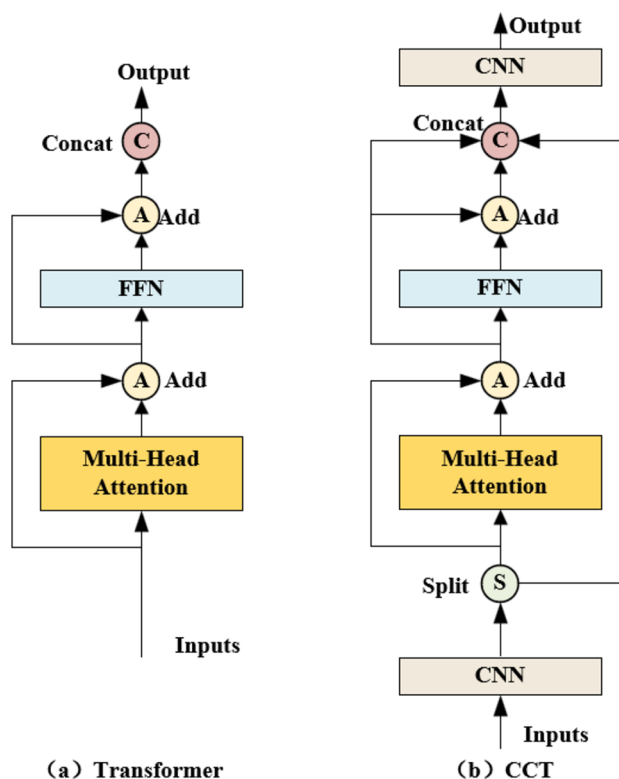 Output
Concat C
A Add
FFN
A Add
Multi-Head
Attention
Inputs
(a) Transformer
Output
CNN
Concat
C
A Add
FFN
A Add
Multi-Head
Attention
Split S
CNN
Inputs
(b) CCT